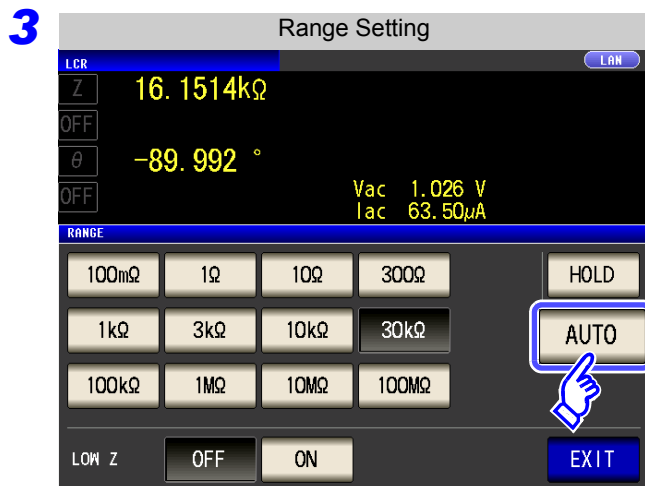 3
Range Setting
LCR
LAN
Z 16.1514kΩ
OFF
θ -89.992 °
OFF
Vac 1.026 V
Iac 63.50μA
RANGE
100mΩ 1Ω 10Ω 300Ω HOLD
1kΩ 3kΩ 10kΩ 30kΩ AUTO
100kΩ 1MΩ 10MΩ 100MΩ
LOW Z OFF ON EXIT